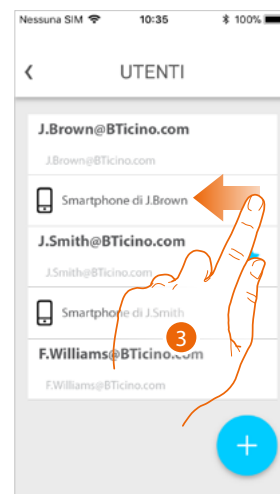 Nessuna SIM 10:35 100%
UTENTI
J.Brown@BTicino.com
J.Brown@BTicino.com
Smartphone di J.Brown
J.Smith@BTicino.com
J.Smith@BTicino.com
Smartphone di J.Smith
3
F.Williams@BTicino.com
F.Williams@BTicino.com